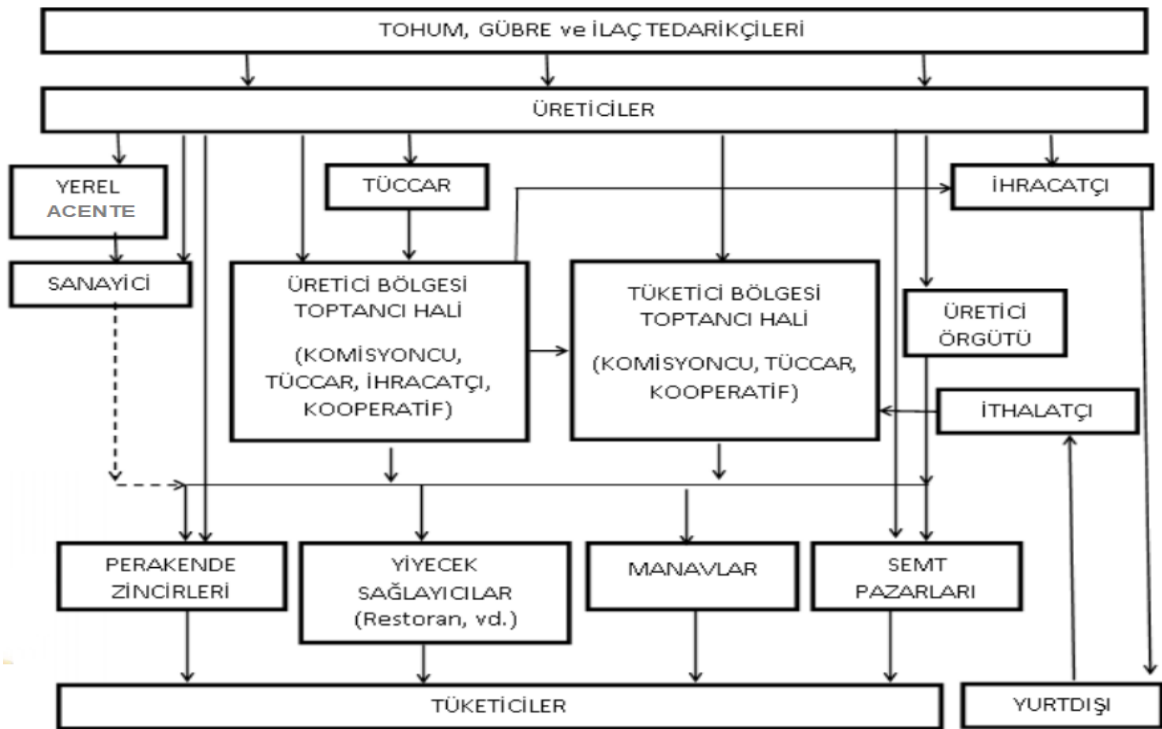 TOHUM, GÜBRE ve İLAÇ TEDARİKÇİLERİ
ÜRETİCİLER
YEREL
ACENTE
TÜCCAR
İHRACATÇI
SANAYİCİ
ÜRETİCİ BÖLGESİ
TOPTANCI HALİ
(KOMİSYONCU,
TÜCCAR, İHRACATÇI,
KOOPERATİF)
TÜKETİCİ BÖLGESİ
TOPTANCI HALİ
(KOMİSYONCU, TÜCCAR,
KOOPERATİF)
ÜRETİCİ
ÖRGÜTÜ
İTHALATÇI
PERAKENDE
ZİNCİRLERİ
YİYECEK
SAĞLAYICILAR
(Restoran, vd.)
MANAVLAR
SEMT
PAZARLARI
TÜKETİCİLER
YURTDIŞI